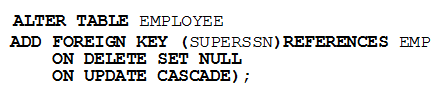 ALTER TABLE EMPLOYEE
ADD FOREIGN KEY (SUPERSSN)REFERENCES EMP
ON DELETE SET NULL
ON UPDATE CASCADE);